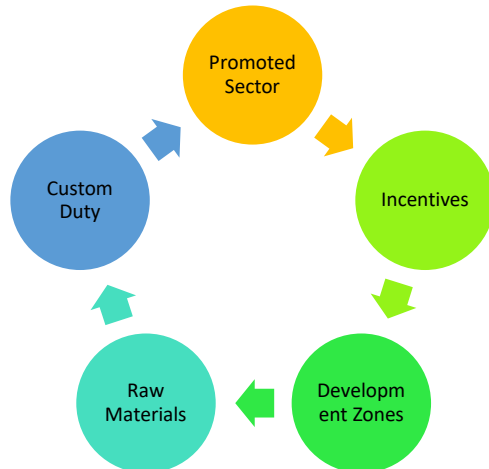 Promoted
Sector
Incentives
Developm
ent Zones
Raw
Materials
Custom
Duty